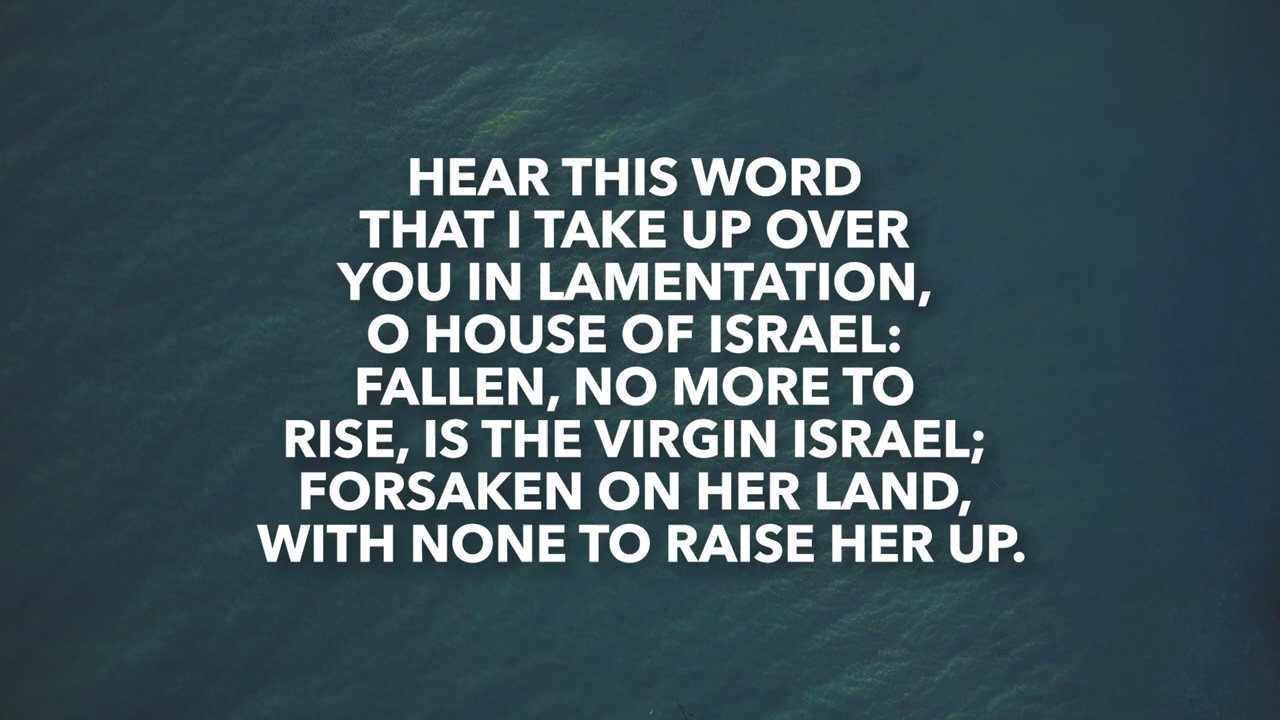 HEAR THIS WORD
THAT I TAKE UP OVER
YOU IN LAMENTATION,
O HOUSE OF ISRAEL:
FALLEN, NO MORE TO
RISE, IS THE VIRGIN ISRAEL;
FORSAKEN ON HER LAND,
WITH NONE TO RAISE HER UP.